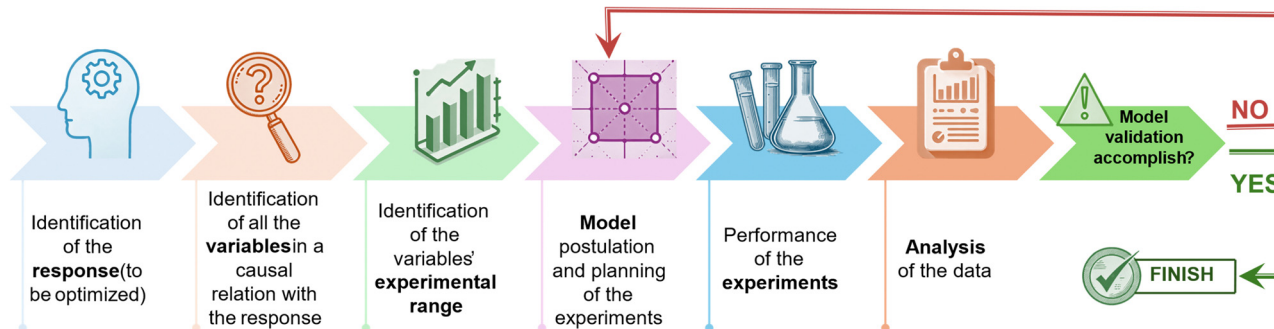 Identification
of the
response(to
be optimized)
Identification
of all the
variablesin a
causal
relation with
the response
Identification
of the
variables'
experimental
range
Model
postulation
and planning
of the
experiments
Performance
of the
experiments
Analysis
of the data
Model
validation
accomplish?
NO
YES
FINISH